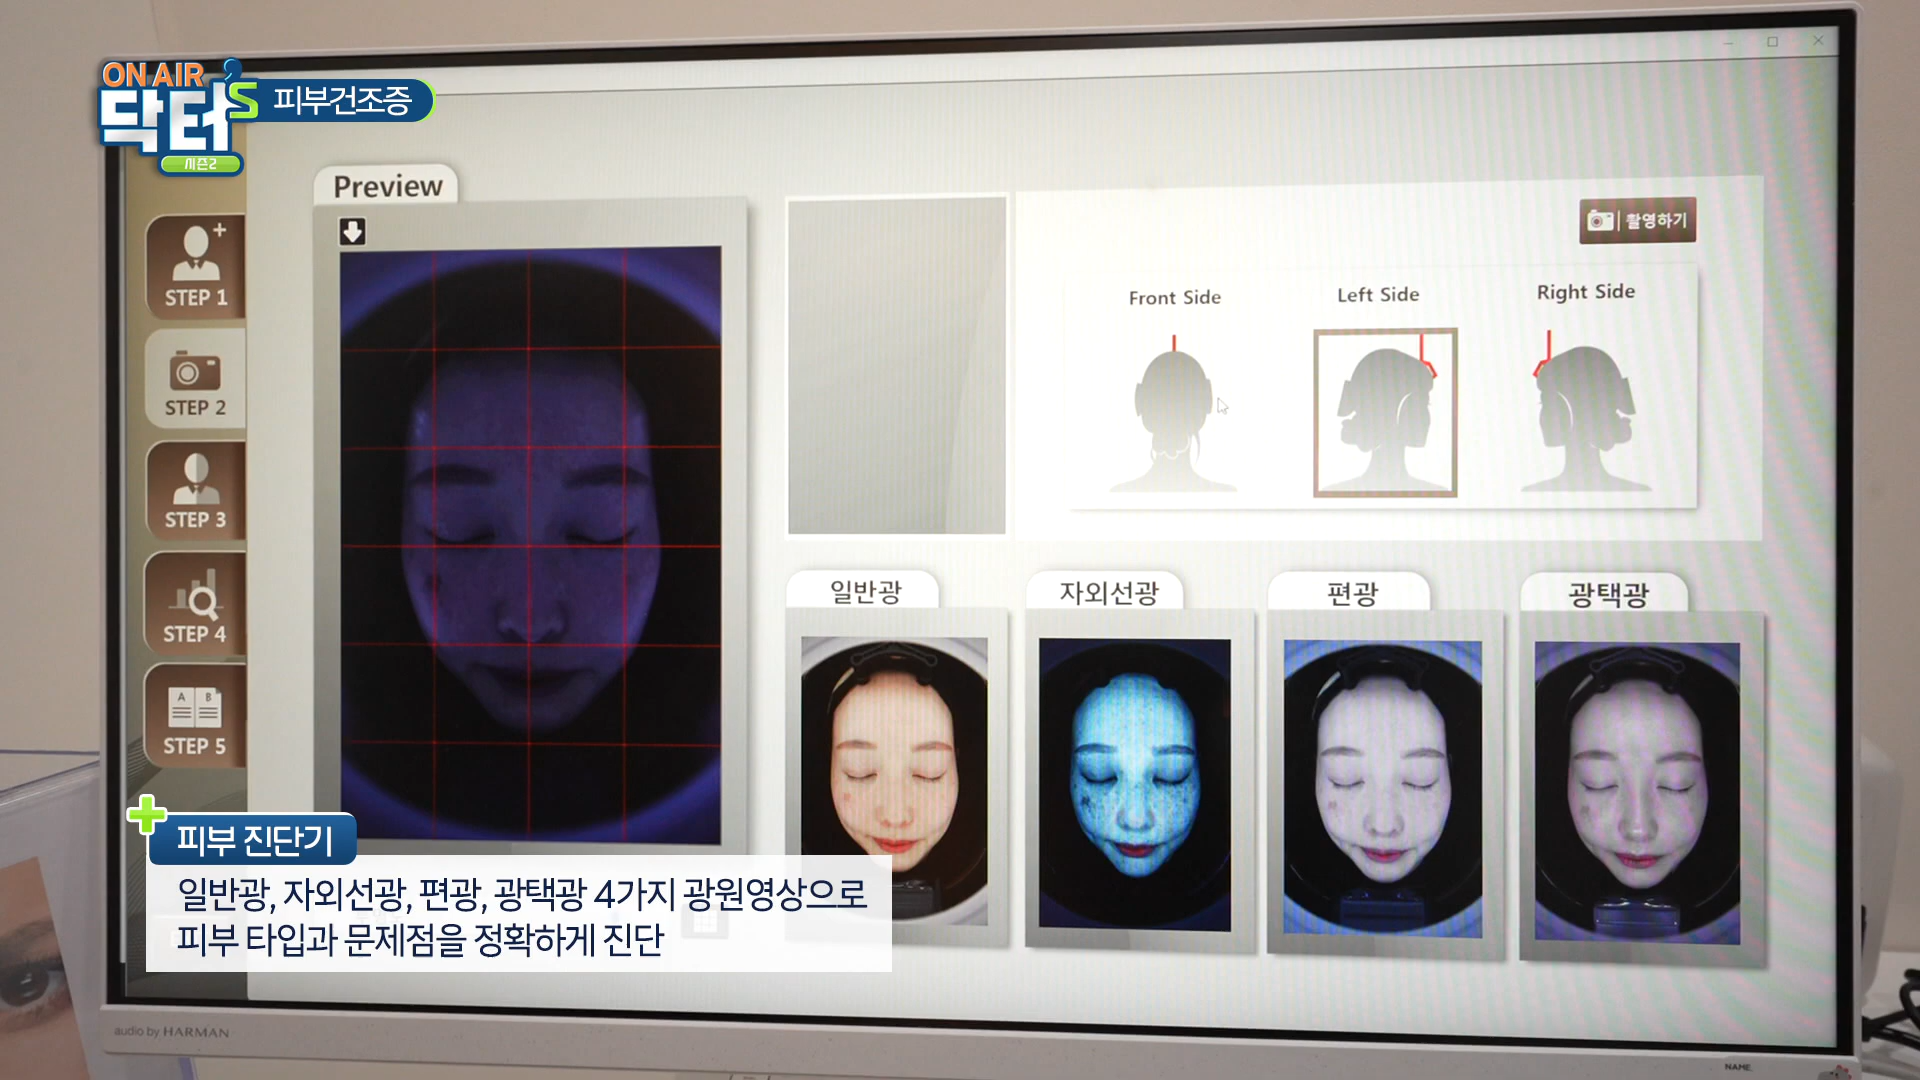 ON AIR
닥터'S
시즌2
피부건조증
Preview
촬영하기
Front Side
Left Side
Right Side
STEP 1
STEP 2
STEP 3
STEP 4
A B
STEP 5
일반광
자외선광
편광
광택광
피부 진단기
일반광, 자외선광, 편광, 광택광 4가지 광원영상으로
피부 타입과 문제점을 정확하게 진단
audio by HARMAN
NAME